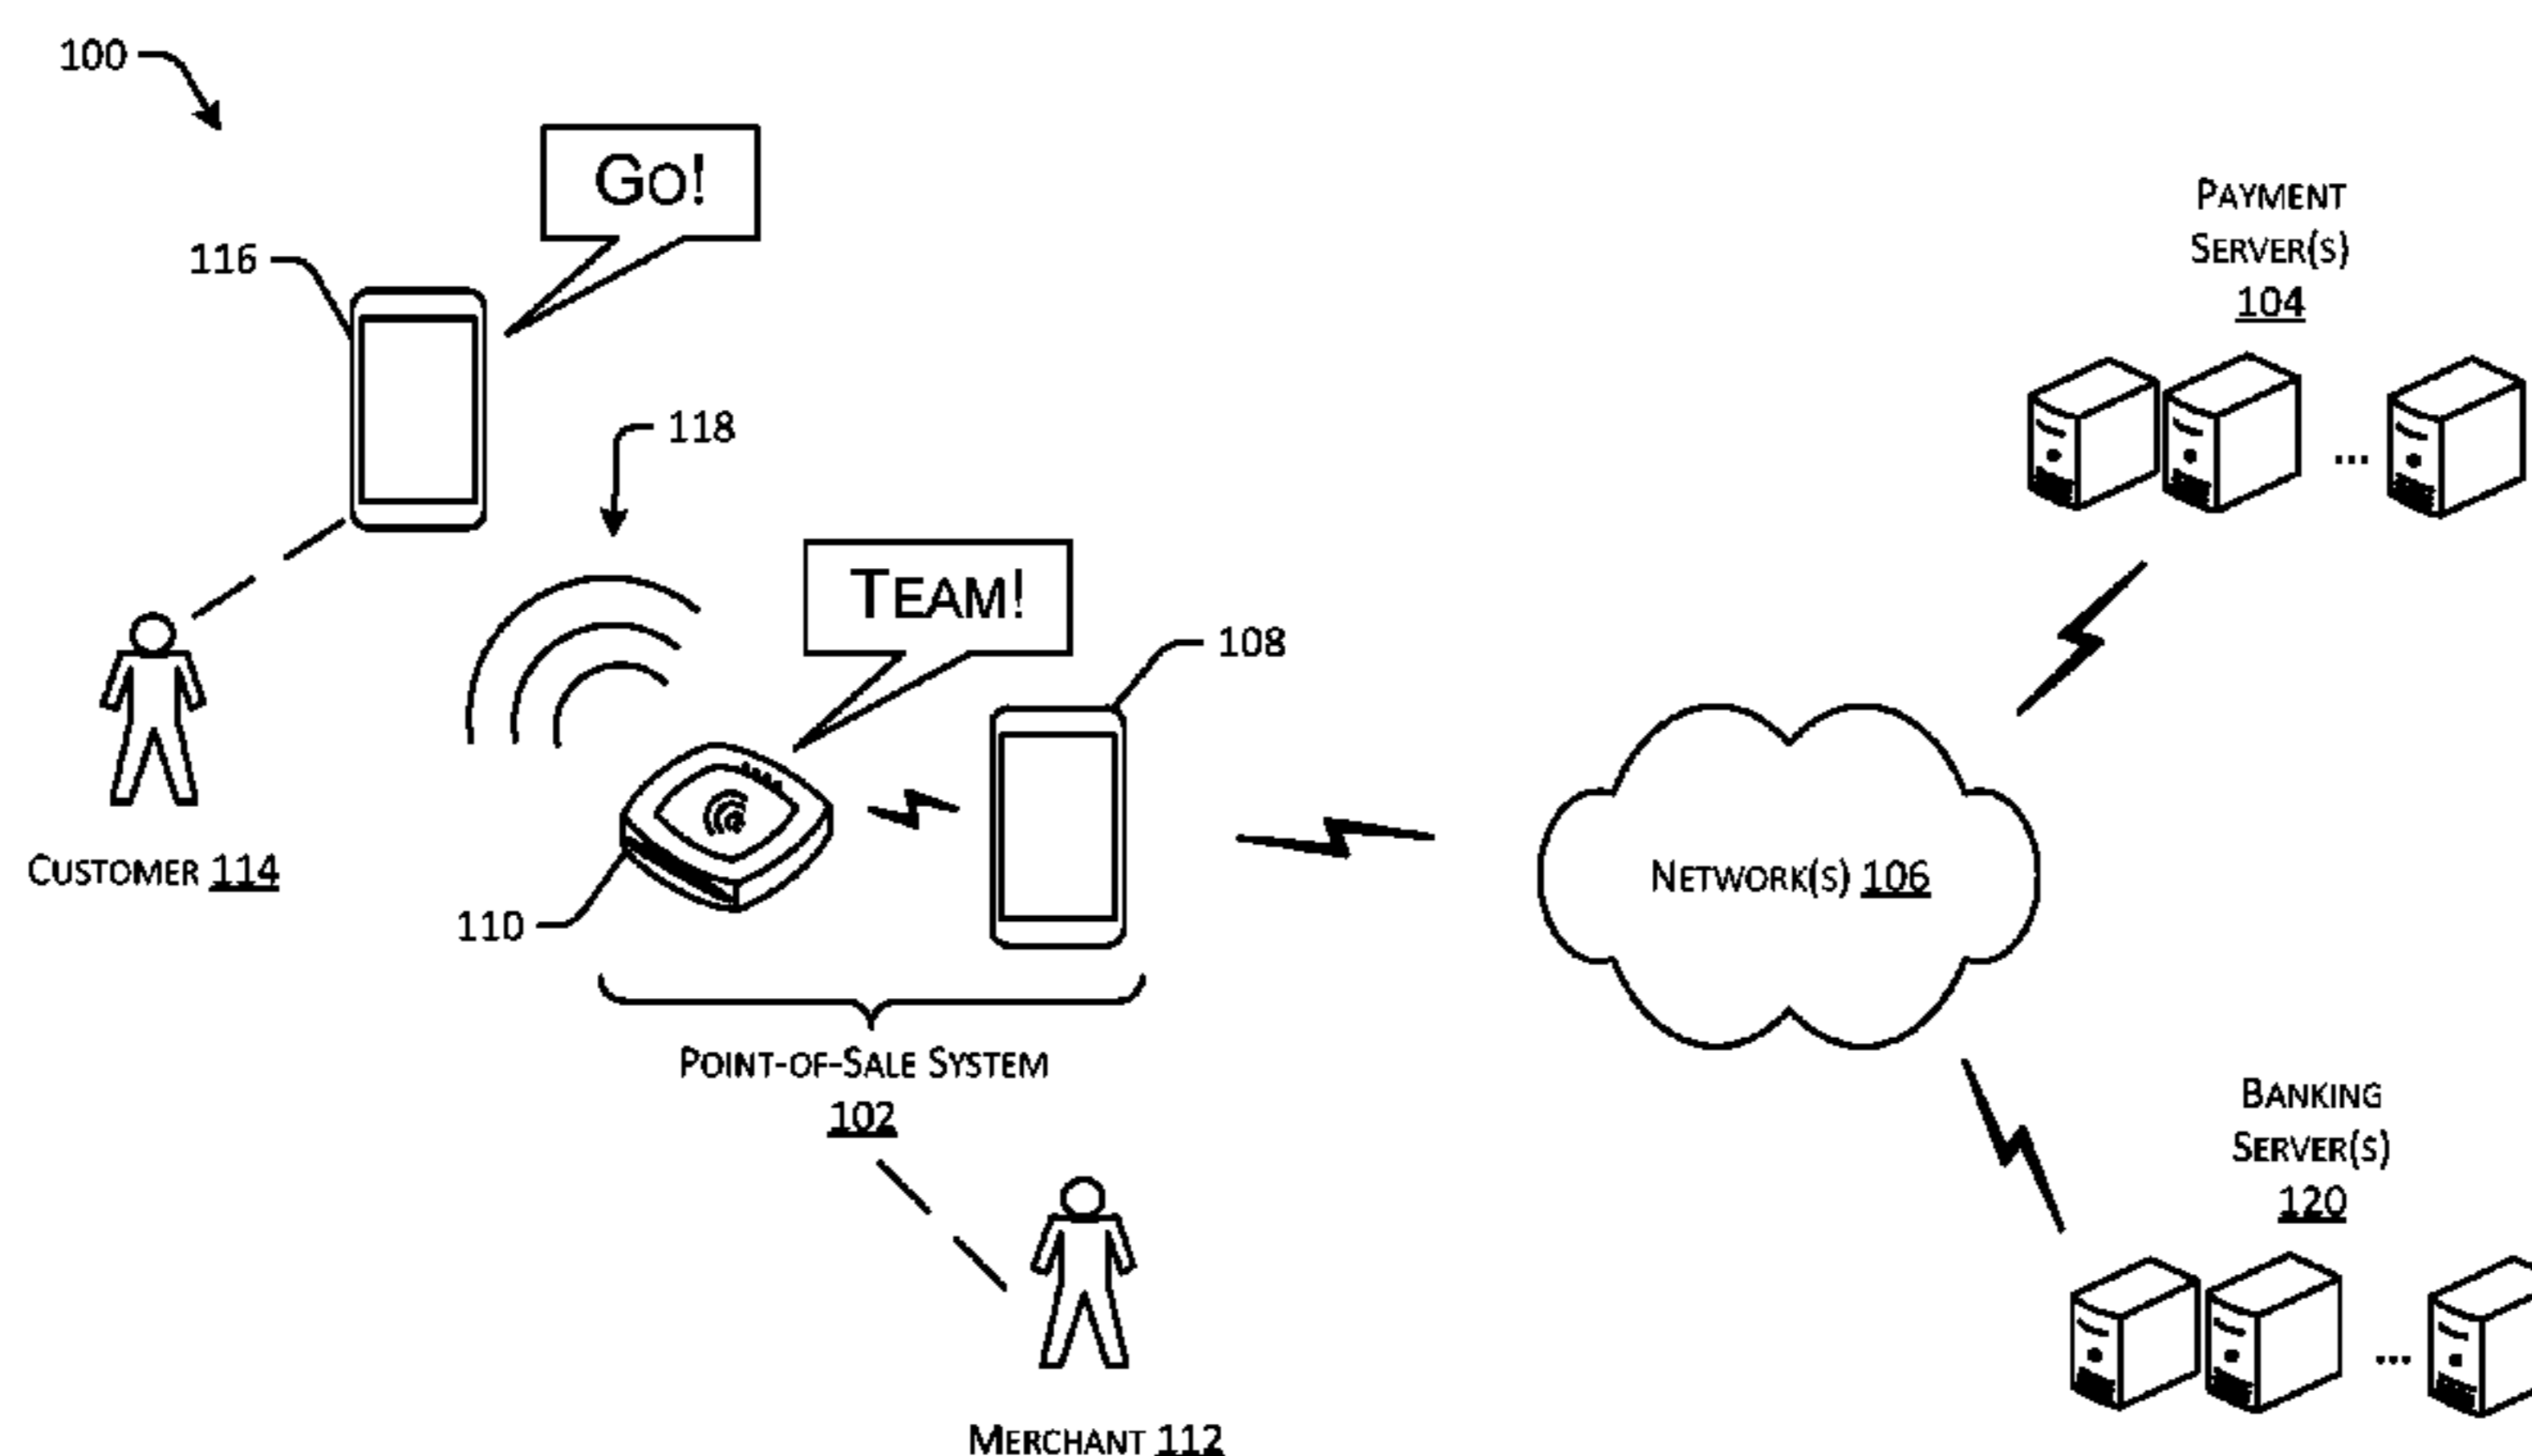 100
GO!
PAYMENT
SERVER(S)
104
116
118
TEAM!
108
CUSTOMER 114
NETWORK(S) 106
110
POINT-OF-SALE SYSTEM
102
BANKING
SERVER(S)
120
MERCHANT 112
...
...